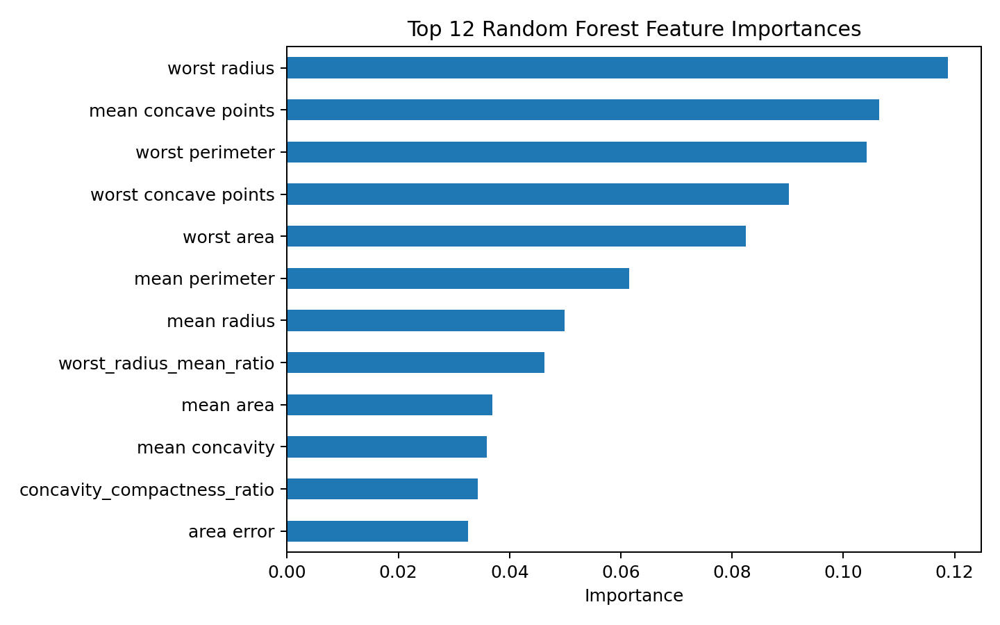 Top 12 Random Forest Feature Importances
worst radius
mean concave points
worst perimeter
worst concave points
worst area
mean perimeter
mean radius
worst_radius_mean_ratio
mean area
mean concavity
concavity_compactness_ratio
area error
0.00 0.02 0.04 0.06 0.08 0.10 0.12
Importance